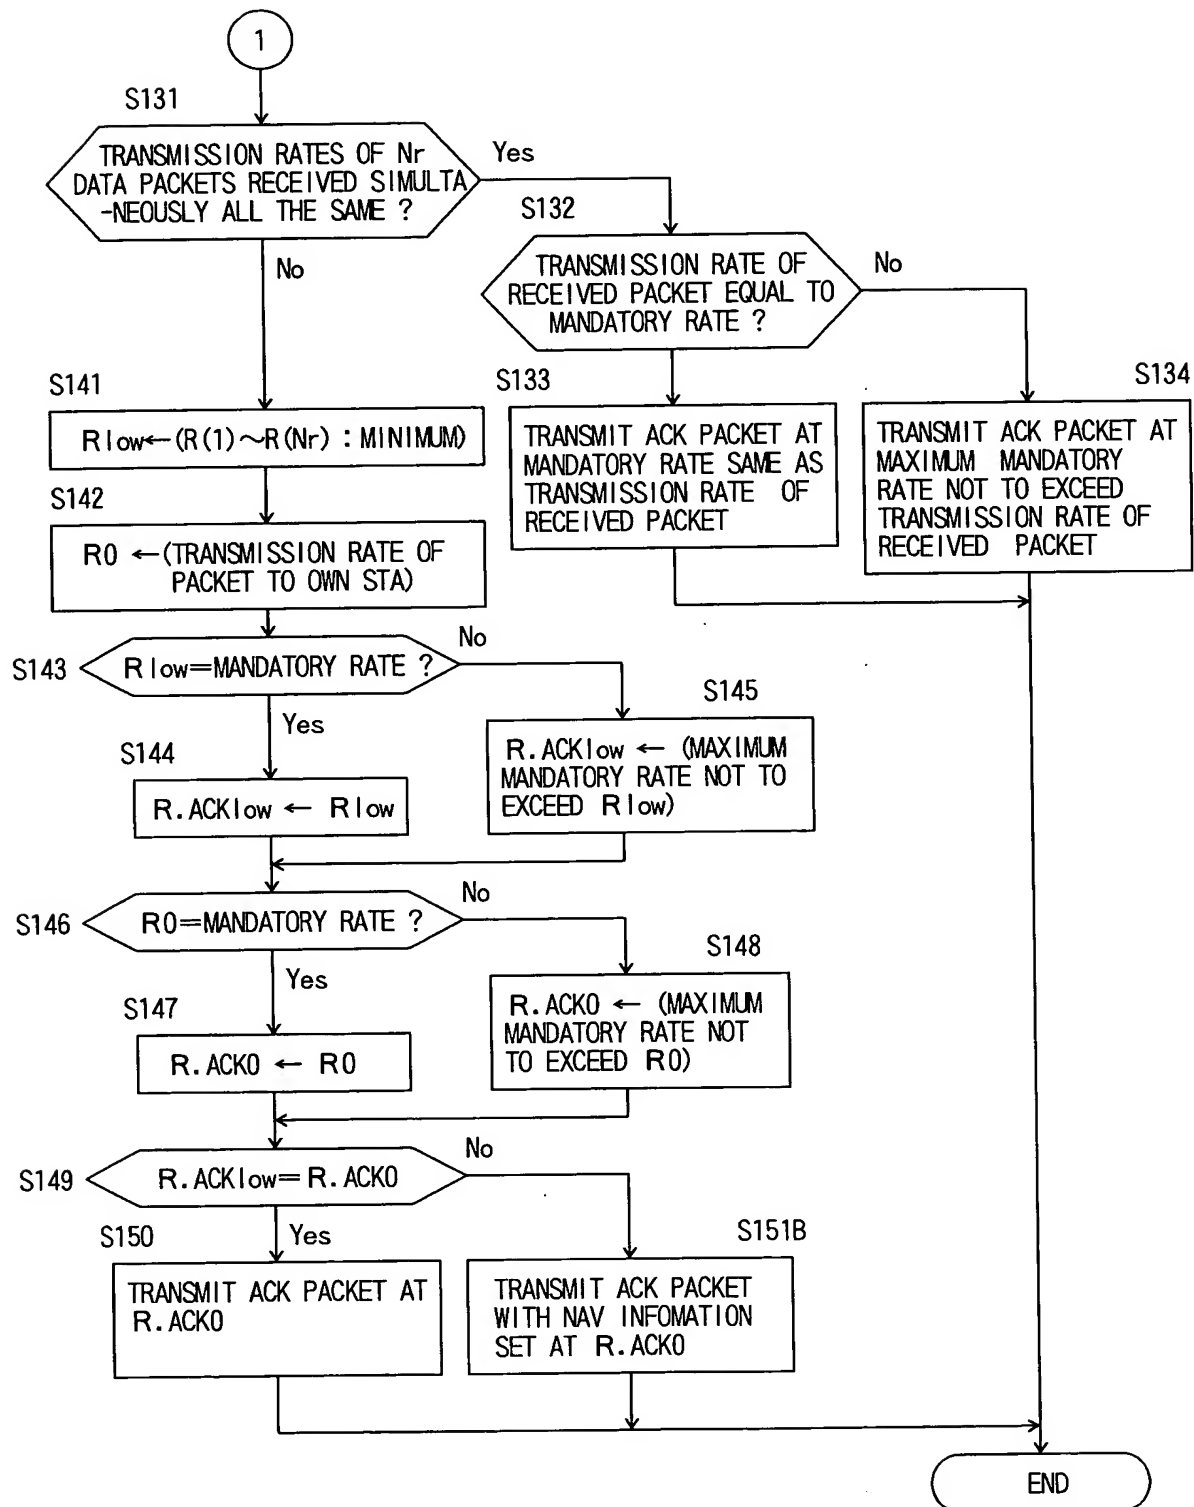 1
S131
TRANSMISSION RATES OF Nr
DATA PACKETS RECEIVED SIMULTA
-NEOUSLY ALL THE SAME ?
Yes
No
S132
TRANSMISSION RATE OF
RECEIVED PACKET EQUAL TO
MANDATORY RATE ?
No
S133
TRANSMIT ACK PACKET AT
MANDATORY RATE SAME AS
TRANSMISSION RATE OF
RECEIVED PACKET
S134
TRANSMIT ACK PACKET AT
MAXIMUM MANDATORY
RATE NOT TO EXCEED
TRANSMISSION RATE OF
RECEIVED PACKET
S141
Rlow←(R(1)~R(Nr) : MINIMUM)
S142
R0 ←(TRANSMISSION RATE OF
PACKET TO OWN STA)
S143
Rlow=MANDATORY RATE ?
No
Yes
S144
R.ACKlow ← Rlow
S145
R.ACKlow ← (MAXIMUM
MANDATORY RATE NOT TO
EXCEED Rlow)
S146
R0=MANDATORY RATE ?
No
Yes
S147
R.ACK0 ← R0
S148
R.ACK0 ← (MAXIMUM
MANDATORY RATE NOT
TO EXCEED R0)
S149
R.ACKlow= R.ACK0
No
Yes
S150
TRANSMIT ACK PACKET AT
R.ACK0
S151B
TRANSMIT ACK PACKET
WITH NAV INFOMATION
SET AT R.ACK0
END